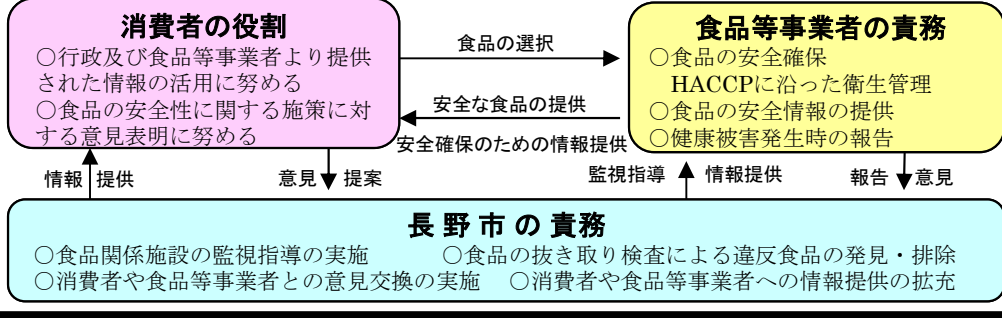 消費者の役割
○行政及び食品等事業者より提供
された情報の活用に努める
○食品の安全性に関する施策に対
する意見表明に努める
食品の選択
安全な食品の提供
安全確保のための情報提供
食品等事業者の責務
○食品の安全確保
HACCPに沿った衛生管理
○食品の安全情報の提供
○健康被害発生時の報告
情報 提供
意見 提案
監視指導 情報提供
報告 意見
長野市の責務
○食品関係施設の監視指導の実施 ○食品の抜き取り検査による違反食品の発見・排除
○消費者や食品等事業者との意見交換の実施 ○消費者や食品等事業者への情報提供の拡充